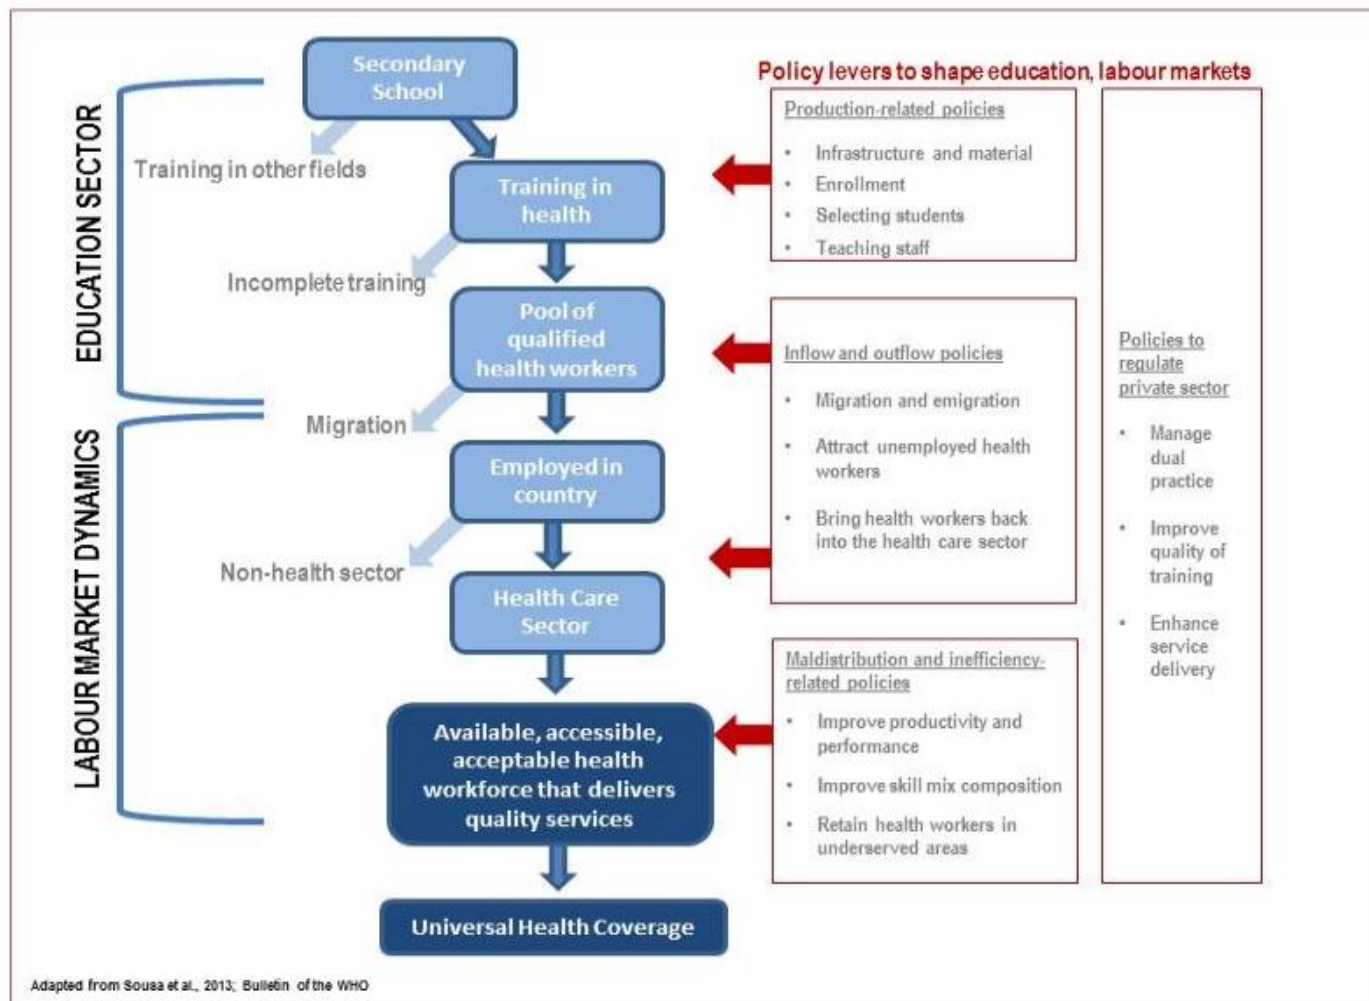 Secondary
School
Training in other fields
Training in
health
Incomplete training
Pool of
qualified
health workers
Migration
Employed in
country
Non-health sector
Health Care
Sector
Available, accessible,
acceptable health
workforce that delivers
quality services
Universal Health Coverage
EDUCATION SECTOR
LABOUR MARKET DYNAMICS
Policy levers to shape education, labour markets
Production-related policies
• Infrastructure and material
• Enrollment
• Selecting students
• Teaching staff
Inflow and outflow policies
• Migration and emigration
• Attract unemployed health
workers
• Bring health workers back
into the health care sector
Maldistribution and inefficiency-
related policies
• Improve productivity and
performance
• Improve skill mix composition
• Retain health workers in
underserved areas
Policies to
regulate
private sector
• Manage
dual
practice
• Improve
quality of
training
• Enhance
service
delivery
Adapted from Sousa et al., 2013; Bulletin of the WHO